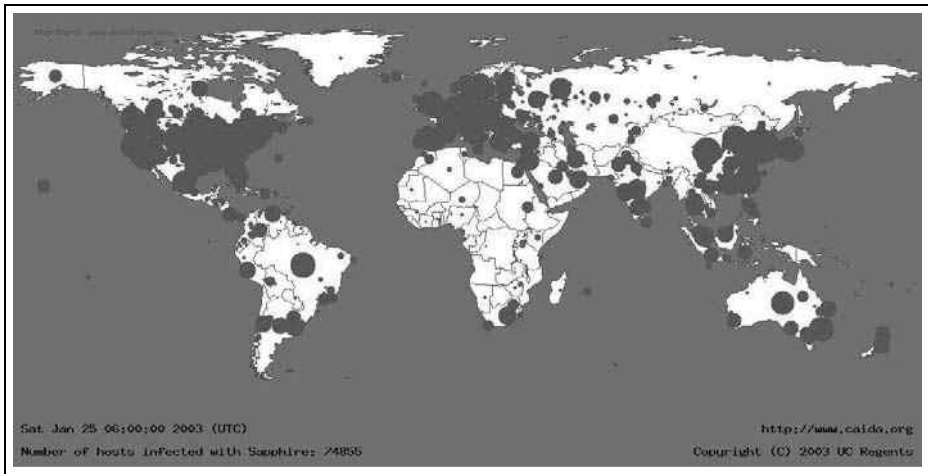 Sat Jan 25 06:00:00 2003 (UTC)
http://www.caida.org
Number of hosts infected with Sapphire: 74855
Copyright (C) 2003 UC Regents